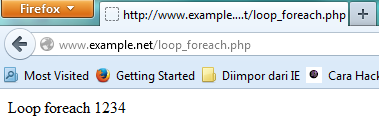 Firefox
http://www.example....t/loop_foreach.php
www.example.net/loop_foreach.php
Most Visited Getting Started Diimpor dari IE Cara Hack
Loop foreach 1234